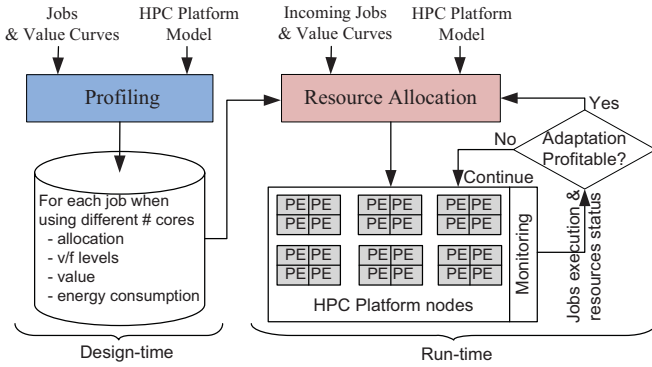 Jobs
& Value Curves
HPC Platform
Model
Profiling
For each job when
using different # cores
- allocation
- v/f levels
- value
- energy consumption
Design-time
Incoming Jobs
& Value Curves
HPC Platform
Model
Resource Allocation
Yes
No
Adaptation
Profitable?
Continue
PE PE PE PE PE PE
PE PE PE PE PE PE
PE PE PE PE PE PE
PE PE PE PE PE PE
HPC Platform nodes
Monitoring
Jobs execution &
resources status
Run-time